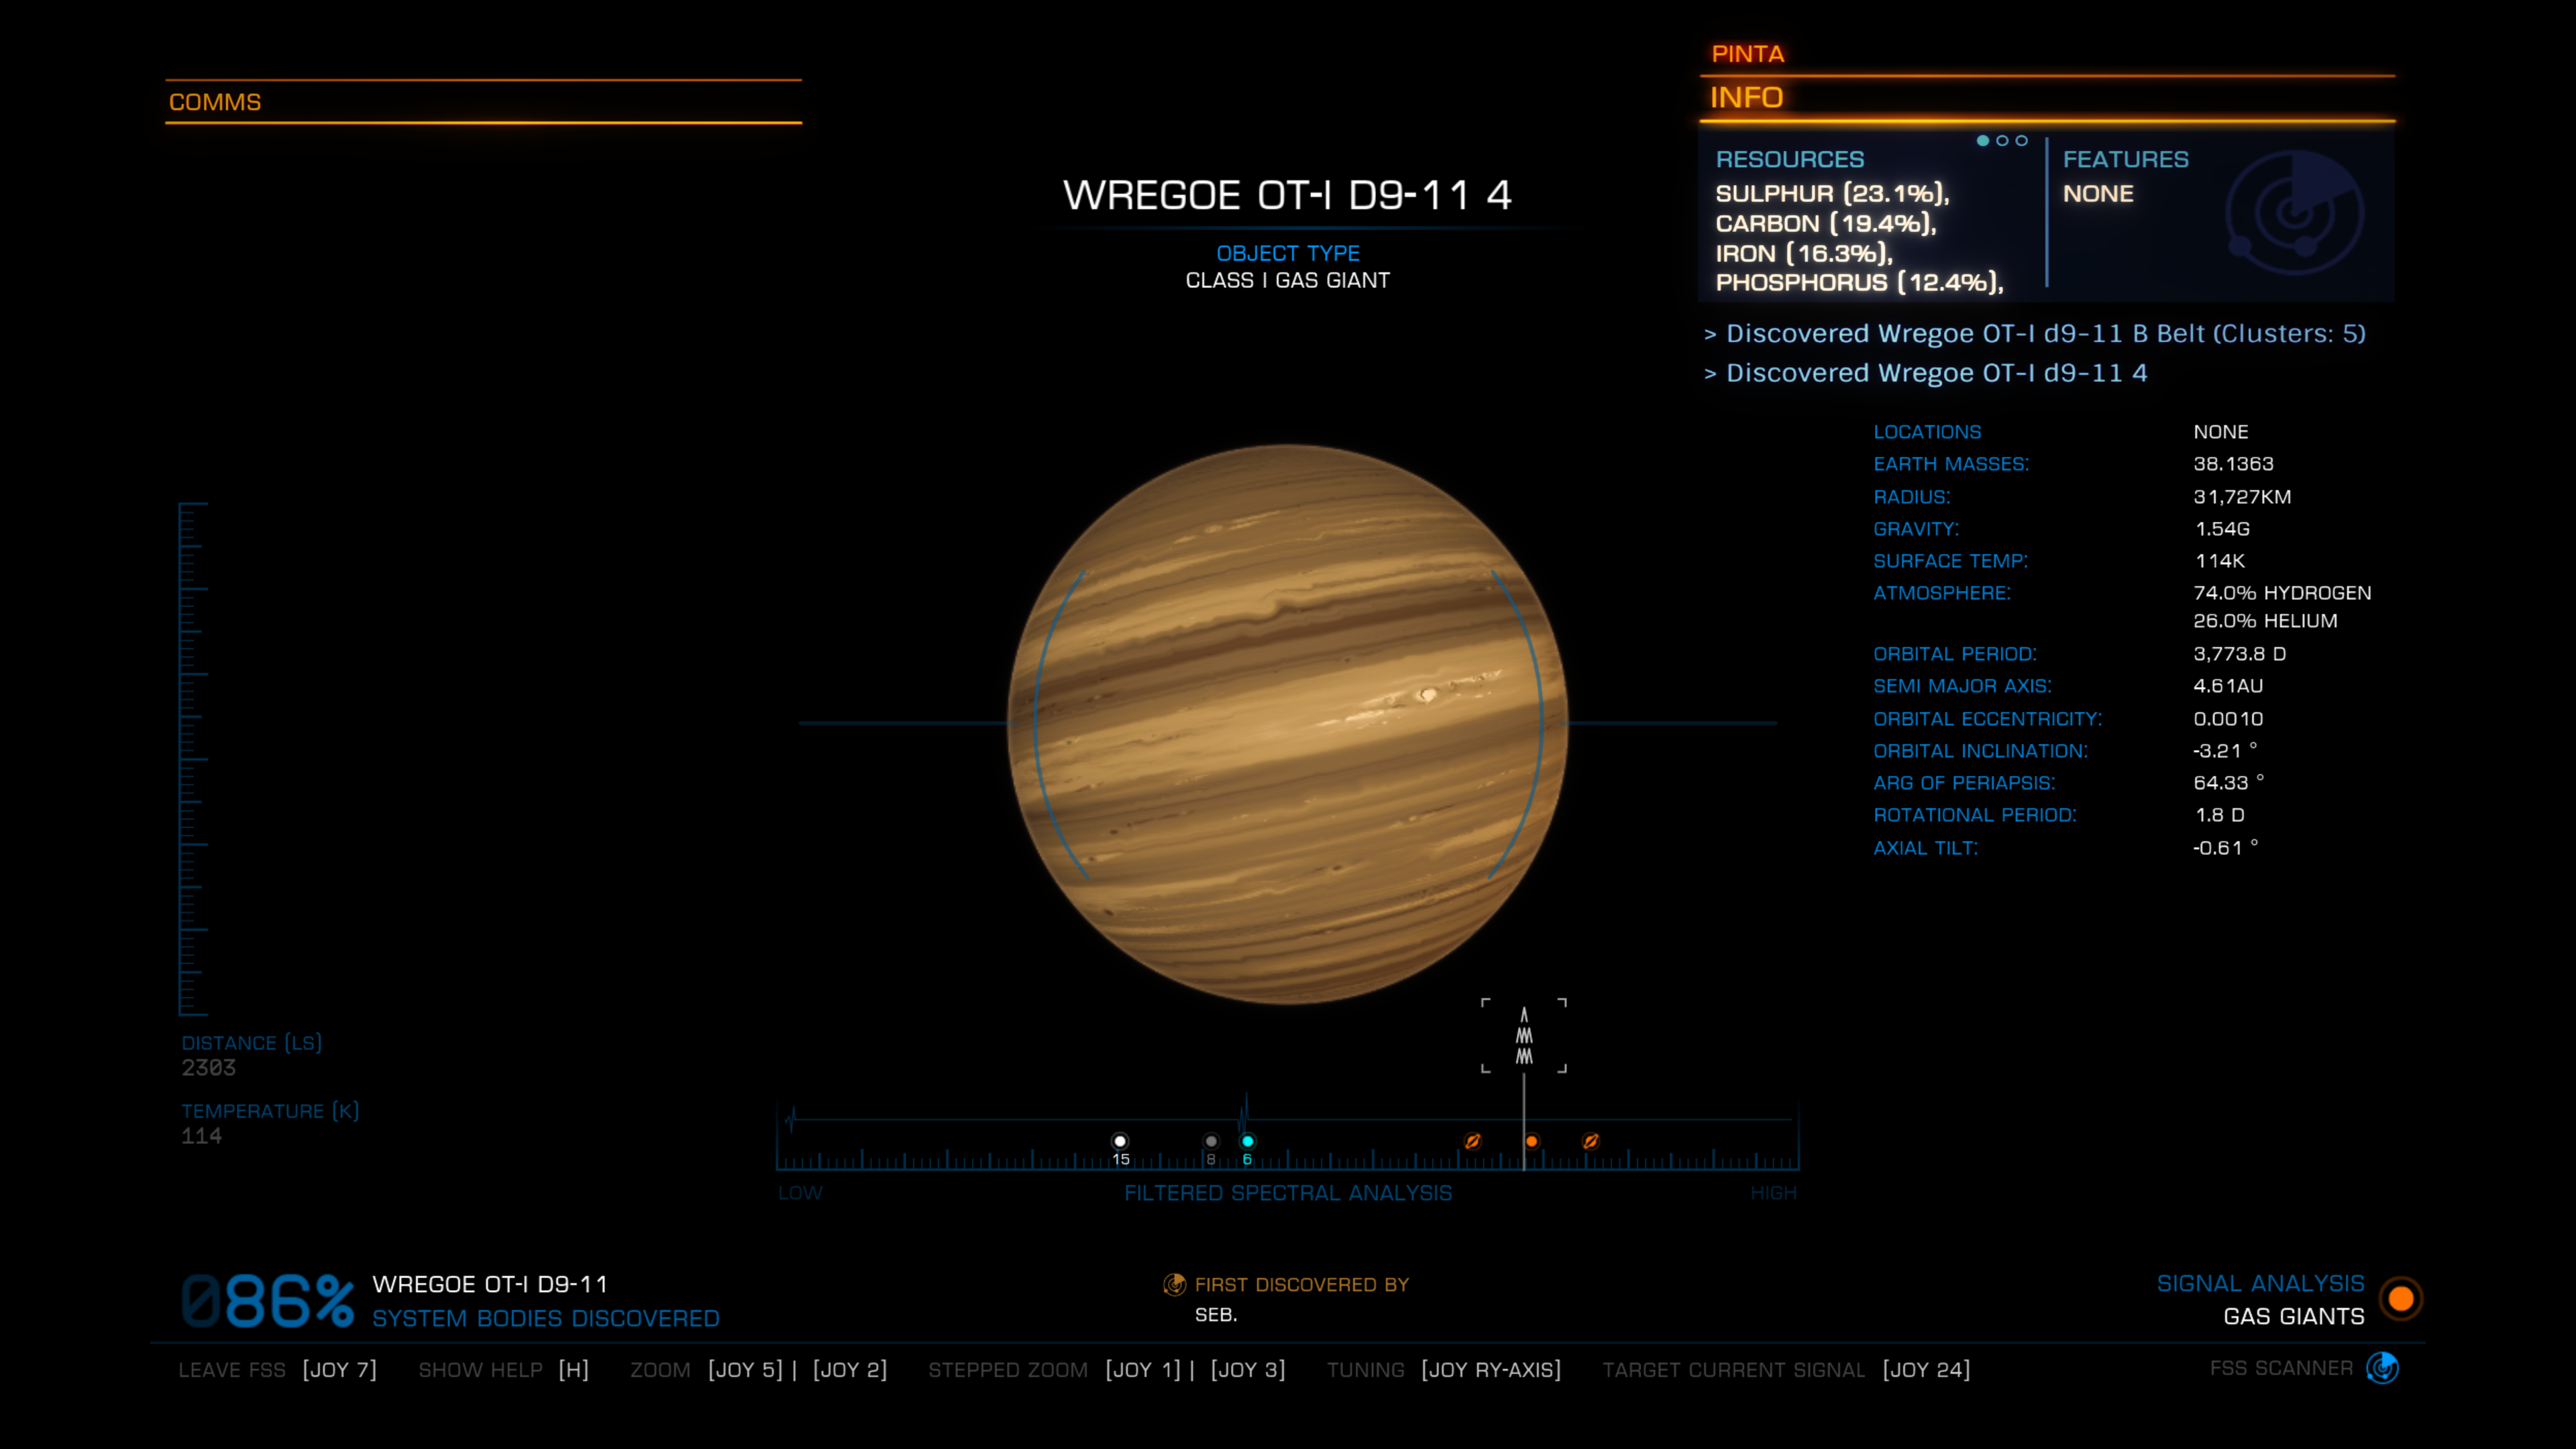 PINTA
COMMS
INFO
RESOURCES
SULPHUR (23.1%),
CARBON (19.4%),
IRON (16.3%),
PHOSPHORUS (12.4%),
FEATURES
NONE
WREGOE OT-I D9-11 4
OBJECT TYPE
CLASS I GAS GIANT
> Discovered Wregoe OT-I d9-11 B Belt (Clusters: 5)
> Discovered Wregoe OT-I d9-11 4
LOCATIONS NONE
EARTH MASSES: 38.1363
RADIUS: 31,727KM
GRAVITY: 1.54G
SURFACE TEMP: 114K
ATMOSPHERE: 74.0% HYDROGEN
26.0% HELIUM
ORBITAL PERIOD: 3,773.8 D
SEMI MAJOR AXIS: 4.61AU
ORBITAL ECCENTRICITY: 0.0010
ORBITAL INCLINATION: -3.21 °
ARG OF PERIAPSIS: 64.33 °
ROTATIONAL PERIOD: 1.8 D
AXIAL TILT: -0.61 °
DISTANCE (LS)
2303
TEMPERATURE (K)
114
15 8 6
LOW FILTERED SPECTRAL ANALYSIS HIGH
086% WREGOE OT-I D9-11
SYSTEM BODIES DISCOVERED
FIRST DISCOVERED BY
SEB.
SIGNAL ANALYSIS
GAS GIANTS
LEAVE FSS [JOY 7] SHOW HELP [H] ZOOM [JOY 5] | [JOY 2] STEPPED ZOOM [JOY 1] | [JOY 3] TUNING [JOY RY-AXIS] TARGET CURRENT SIGNAL [JOY 24] FSS SCANNER